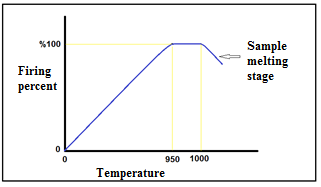 %100
Firing
percent
Sample
melting
stage
0
0
950
1000
Temperature